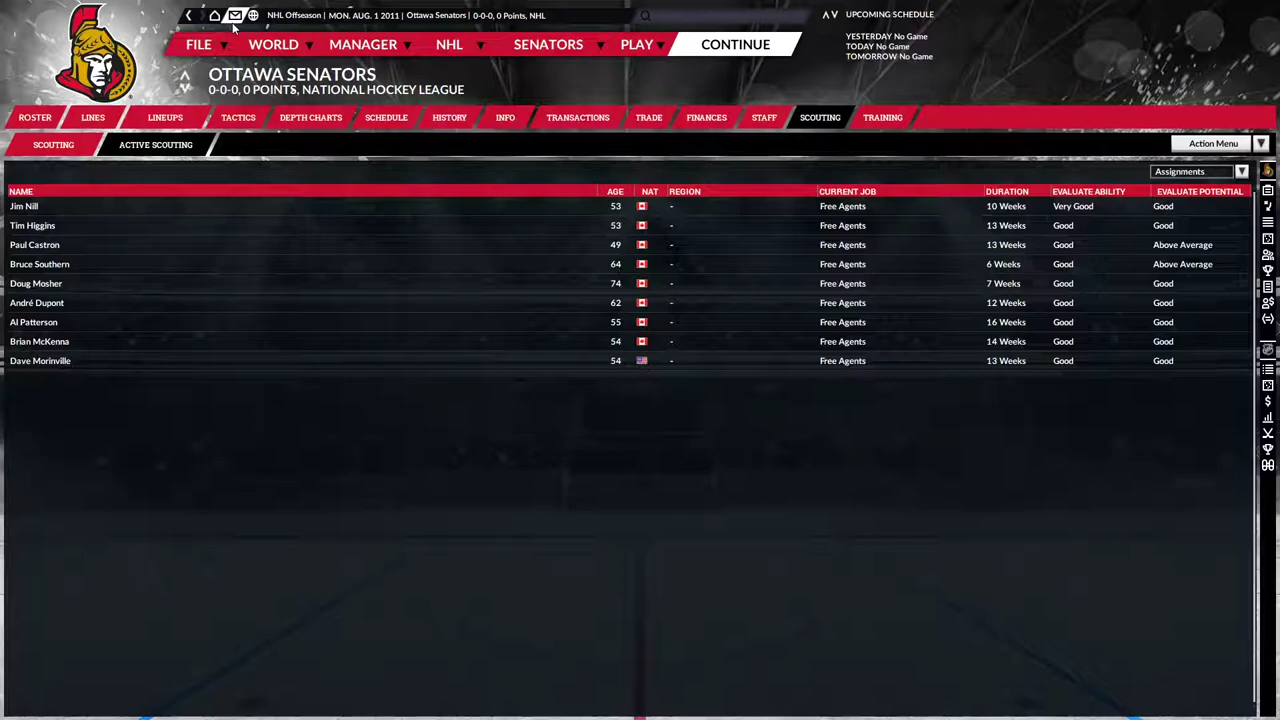 NHL Offseason | MON. AUG. 1 2011 | Ottawa Senators | 0-0-0, 0 Points, NHL
UPCOMING SCHEDULE
YESTERDAY No Game
TODAY No Game
TOMORROW No Game
FILE WORLD MANAGER NHL SENATORS PLAY CONTINUE
OTTAWA SENATORS
0-0-0, 0 POINTS, NATIONAL HOCKEY LEAGUE
ROSTER LINES LINEUPS TACTICS DEPTH CHARTS SCHEDULE HISTORY INFO TRANSACTIONS TRADE FINANCES STAFF SCOUTING TRAINING
SCOUTING ACTIVE SCOUTING Action Menu
Assignments
NAME AGE NAT REGION CURRENT JOB DURATION EVALUATE ABILITY EVALUATE POTENTIAL
Jim Nill 53 - Free Agents 10 Weeks Very Good Good
Tim Higgins 53 - Free Agents 13 Weeks Good Good
Paul Castron 49 - Free Agents 13 Weeks Good Above Average
Bruce Southern 64 - Free Agents 6 Weeks Good Above Average
Doug Mosher 74 - Free Agents 7 Weeks Good Good
André Dupont 62 - Free Agents 12 Weeks Good Good
Al Patterson 55 - Free Agents 16 Weeks Good Good
Brian McKenna 54 - Free Agents 14 Weeks Good Good
Dave Morinville 54 - Free Agents 13 Weeks Good Good